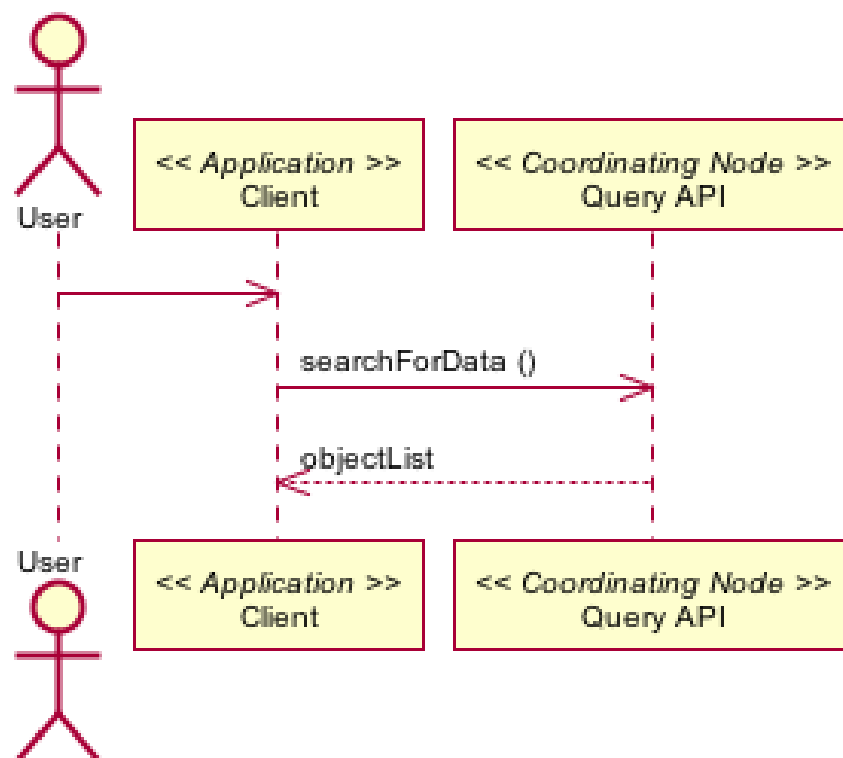 << Application >>
Client
<< Coordinating Node >>
Query API
User
searchForData ()
objectList
User
<< Application >>
Client
<< Coordinating Node >>
Query API